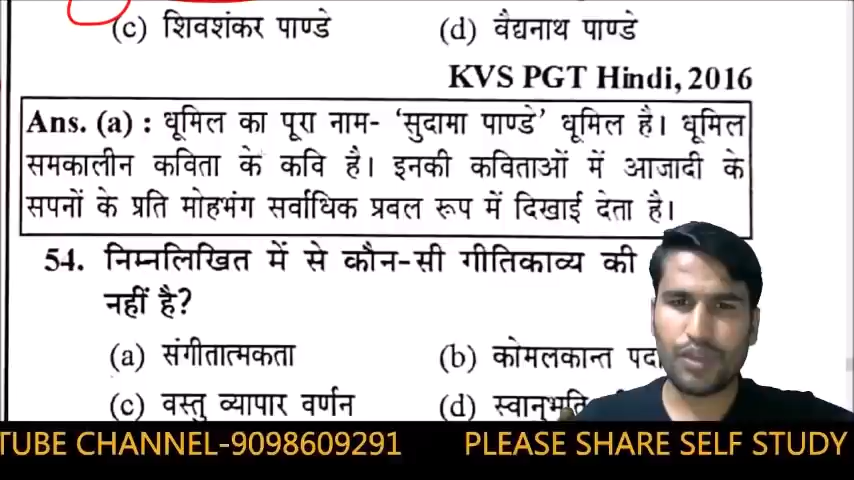 (c) शिवशंकर पाण्डे (d) वैद्यनाथ पाण्डे
KVS PGT Hindi, 2016
Ans. (a) : धूमिल का पूरा नाम- ‘सुदामा पाण्डे’ धूमिल है। धूमिल
समकालीन कविता के कवि है। इनकी कविताओं में आजादी के
सपनों के प्रति मोहभंग सर्वाधिक प्रवल रूप में दिखाई देता है।
54. निम्नलिखित में से कौन-सी गीतिकाव्य की
नहीं है?
(a) संगीतात्मकता (b) कोमलकान्त
(c) वस्तु व्यापार वर्णन (d)
TUBE CHANNEL-9098609291 PLEASE SHARE SELF STUDY